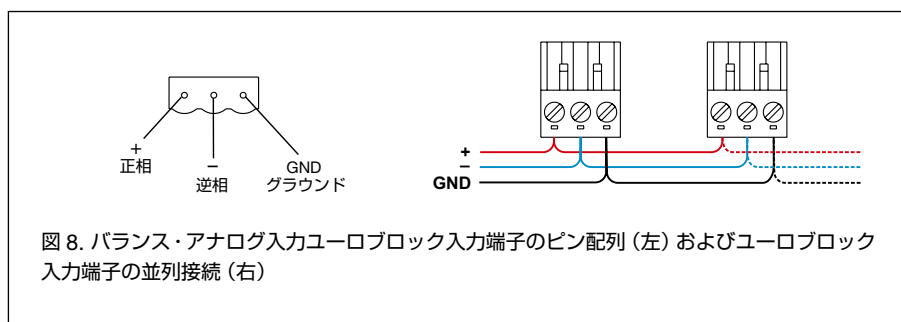 +
正相
−
逆相
GND
グラウンド
+
−
GND
図 8. バランス・アナログ入力ユーロブロック入力端子のピン配列 (左) およびユーロブロック
入力端子の並列接続 (右)